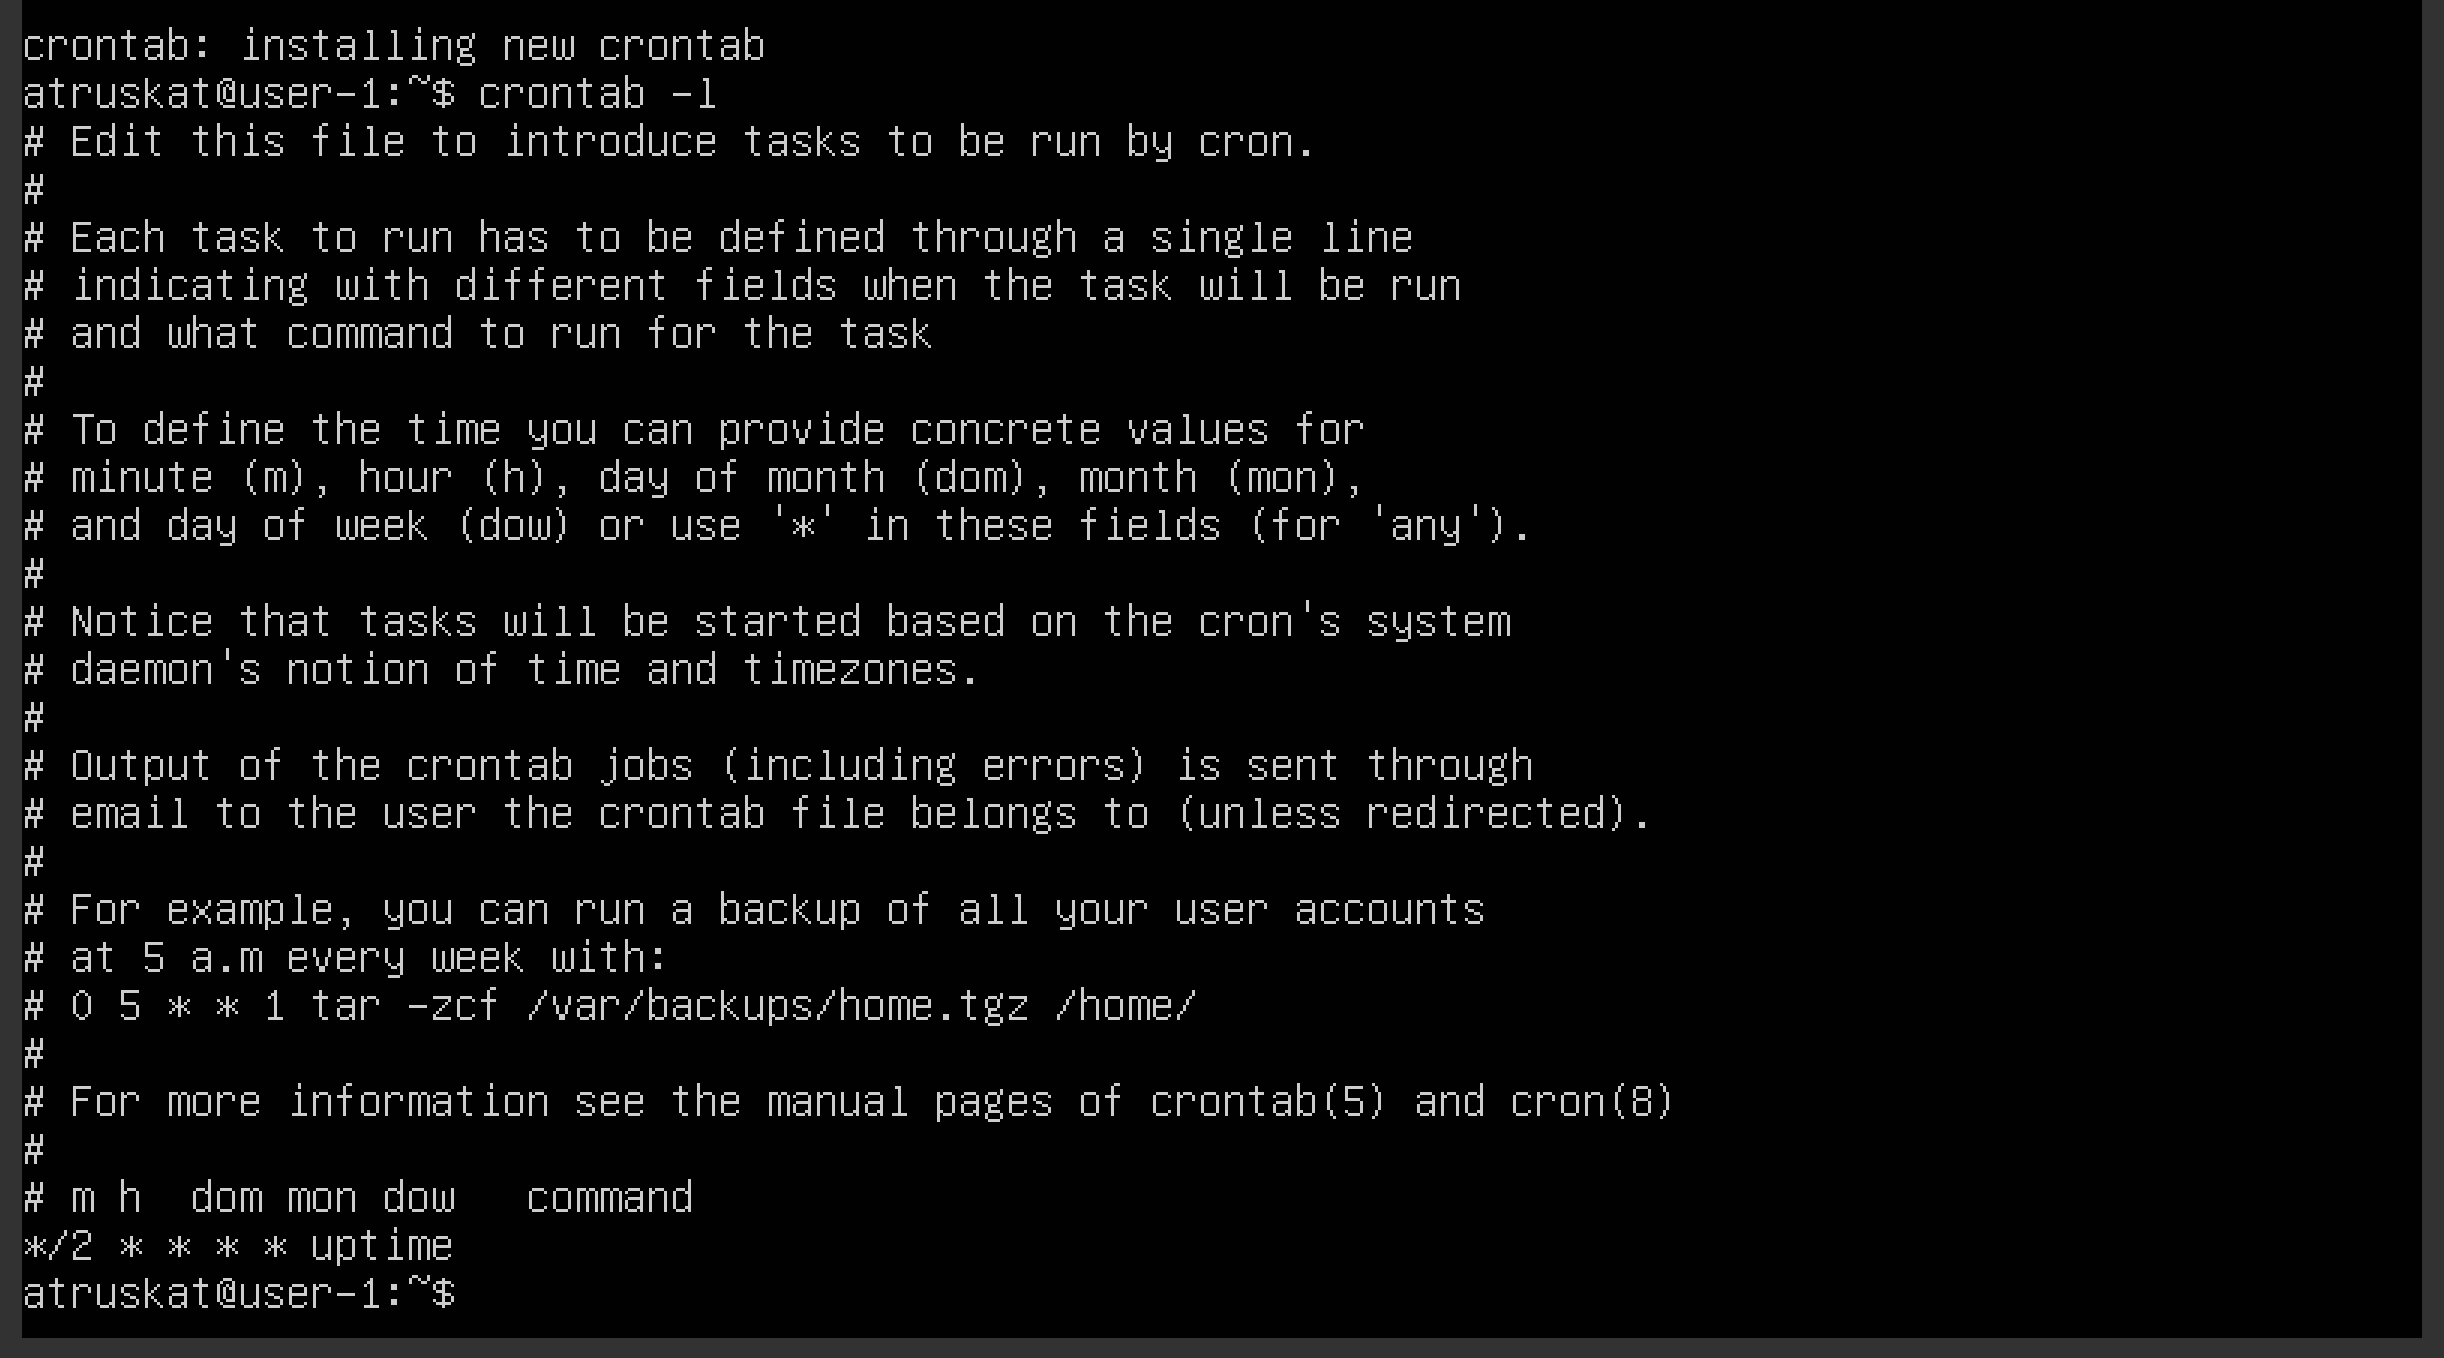 crontab: installing new crontab
atruskat@user-1:~$ crontab -l
# Edit this file to introduce tasks to be run by cron.
#
# Each task to run has to be defined through a single line
# indicating with different fields when the task will be run
# and what command to run for the task
#
# To define the time you can provide concrete values for
# minute (m), hour (h), day of month (dom), month (mon),
# and day of week (dow) or use '*' in these fields (for 'any').
#
# Notice that tasks will be started based on the cron's system
# daemon's notion of time and timezones.
#
# Output of the crontab jobs (including errors) is sent through
# email to the user the crontab file belongs to (unless redirected).
#
# For example, you can run a backup of all your user accounts
# at 5 a.m every week with:
# 0 5 * * 1 tar -zcf /var/backups/home.tgz /home/
#
# For more information see the manual pages of crontab(5) and cron(8)
#
# m h  dom mon dow   command
*/2 * * * * uptime
atruskat@user-1:~$